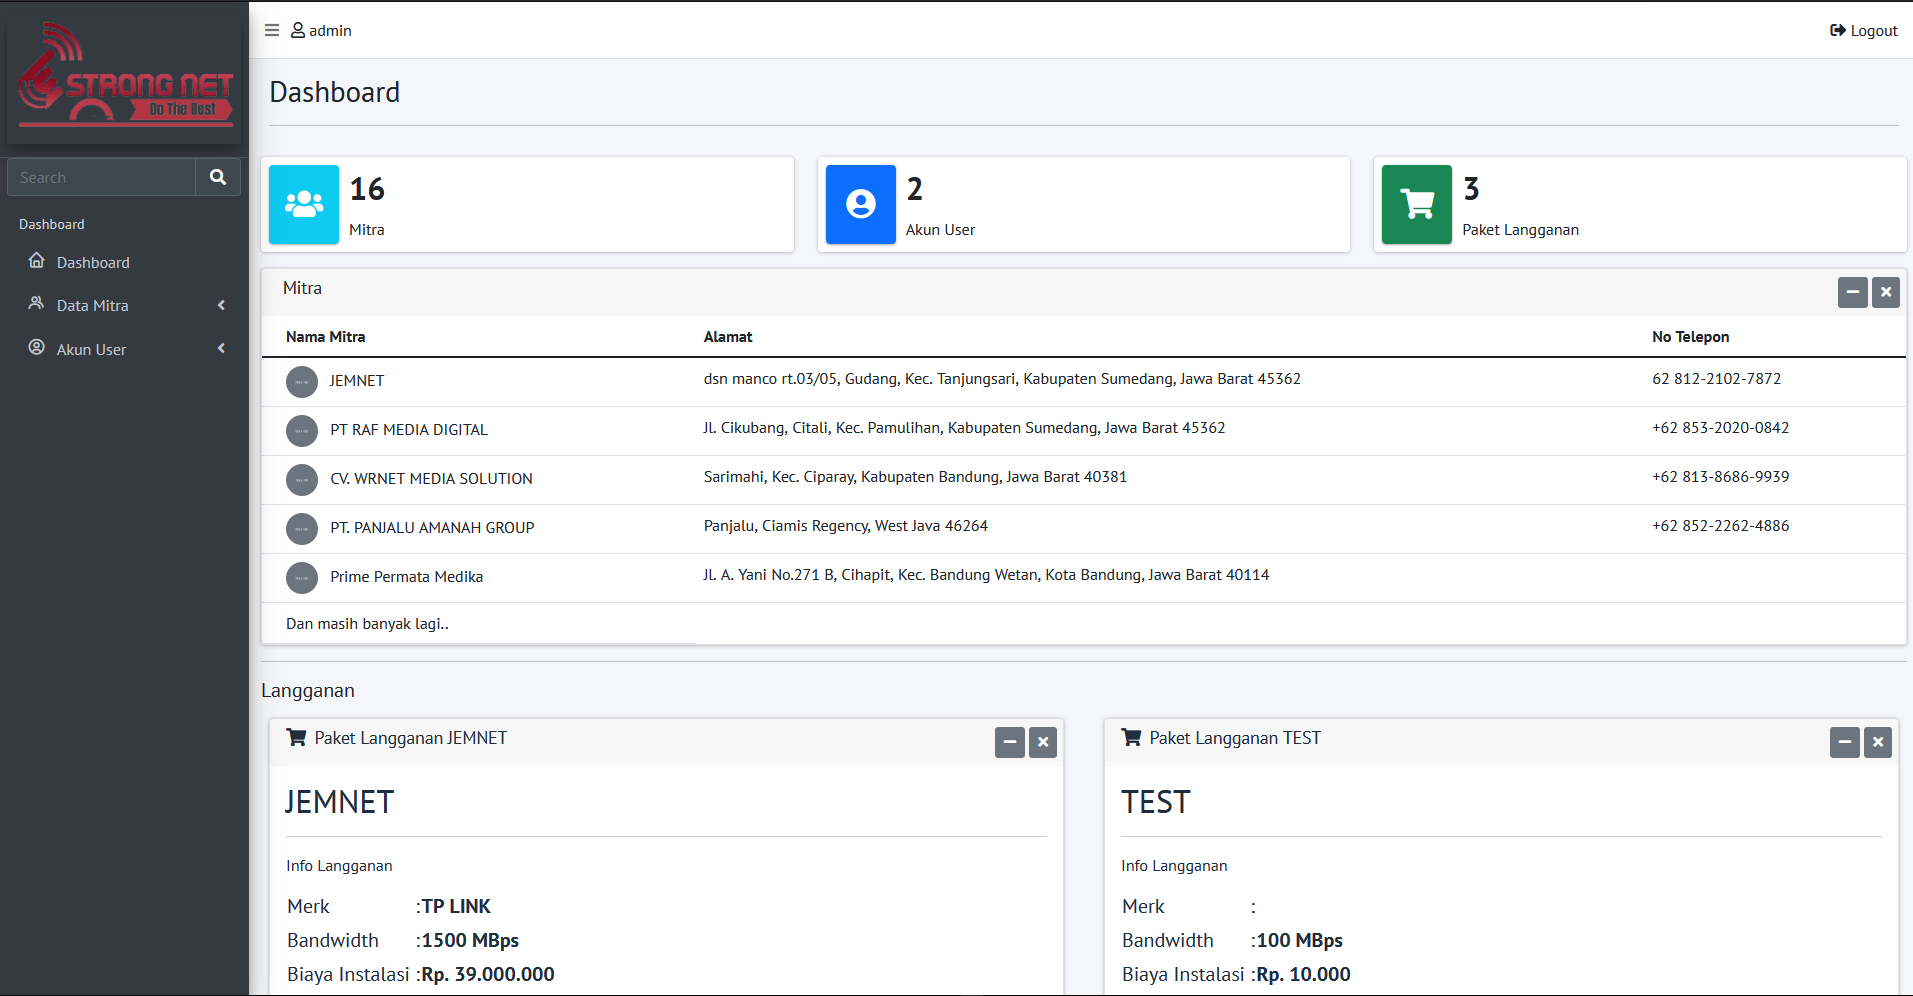 STRONG NET
Do The Best
admin
Logout
Search
Dashboard
Dashboard
Data Mitra
Akun User
Dashboard
16
Mitra
2
Akun User
3
Paket Langganan
Mitra
Nama Mitra Alamat No Telepon
JEMNET dsn manco rt.03/05, Gudang, Kec. Tanjungsari, Kabupaten Sumedang, Jawa Barat 45362 62 812-2102-7872
PT RAF MEDIA DIGITAL Jl. Cikubang, Citali, Kec. Pamulihan, Kabupaten Sumedang, Jawa Barat 45362 +62 853-2020-0842
CV. WRNET MEDIA SOLUTION Sarimahi, Kec. Ciparay, Kabupaten Bandung, Jawa Barat 40381 +62 813-8686-9939
PT. PANJALU AMANAH GROUP Panjalu, Ciamis Regency, West Java 46264 +62 852-2262-4886
Prime Permata Medika Jl. A. Yani No.271 B, Cihapit, Kec. Bandung Wetan, Kota Bandung, Jawa Barat 40114
Dan masih banyak lagi..
Langganan
Paket Langganan JEMNET
JEMNET
Info Langganan
Merk :TP LINK
Bandwidth :1500 MBps
Biaya Instalasi :Rp. 39.000.000
Paket Langganan TEST
TEST
Info Langganan
Merk :
Bandwidth :100 MBps
Biaya Instalasi :Rp. 10.000